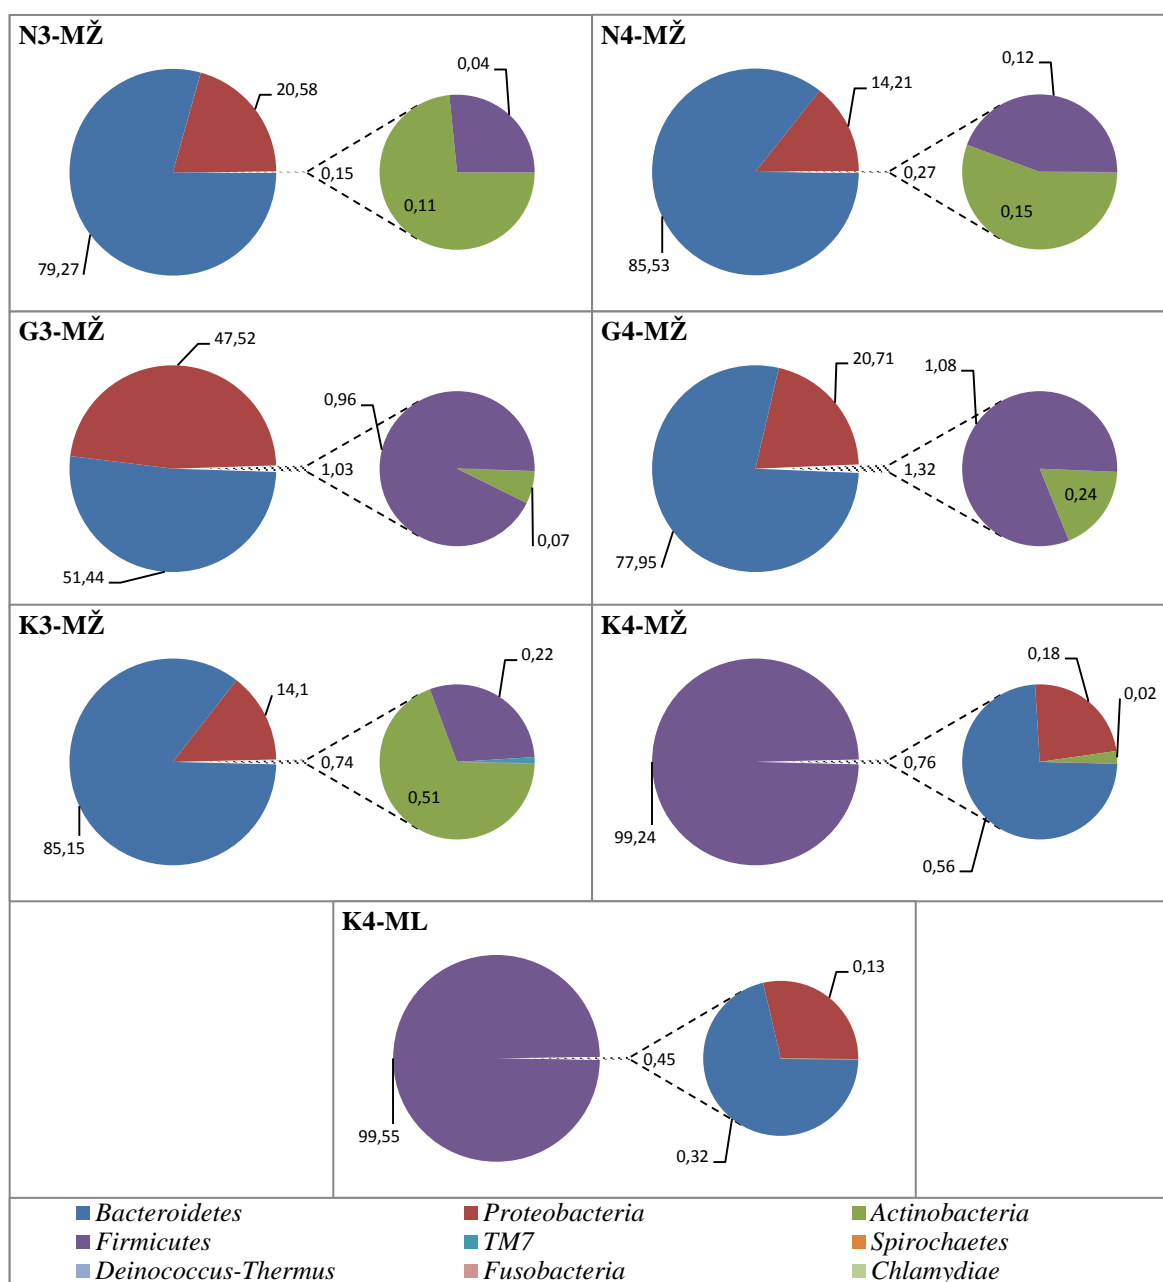 N3-MŽ
20,58
0,04
0,15
0,11
79,27
N4-MŽ
0,12
14,21
0,27
0,15
85,53
G3-MŽ
47,52
0,96
1,03
0,07
51,44
G4-MŽ
20,71
1,08
1,32
0,24
77,95
K3-MŽ
0,22
14,1
0,74
0,51
85,15
K4-MŽ
0,18
0,02
0,76
99,24
0,56
K4-ML
0,13
0,45
99,55
0,32
Bacteroidetes
Proteobacteria
Actinobacteria
Firmicutes
TM7
Spirochaetes
Deinococcus-Thermus
Fusobacteria
Chlamydiae